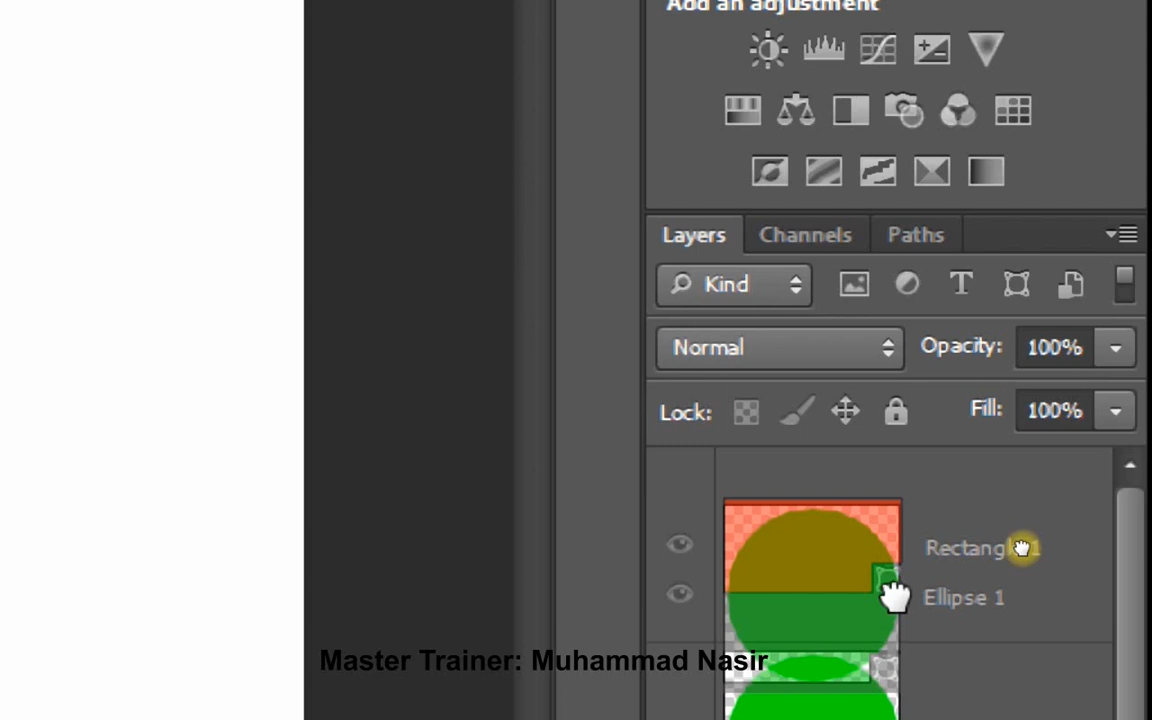 Add an adjustment
Layers Channels Paths
Kind T
Normal Opacity: 100%
Lock: Fill: 100%
Ellipse 1
Master Trainer: Muhammad Nasir